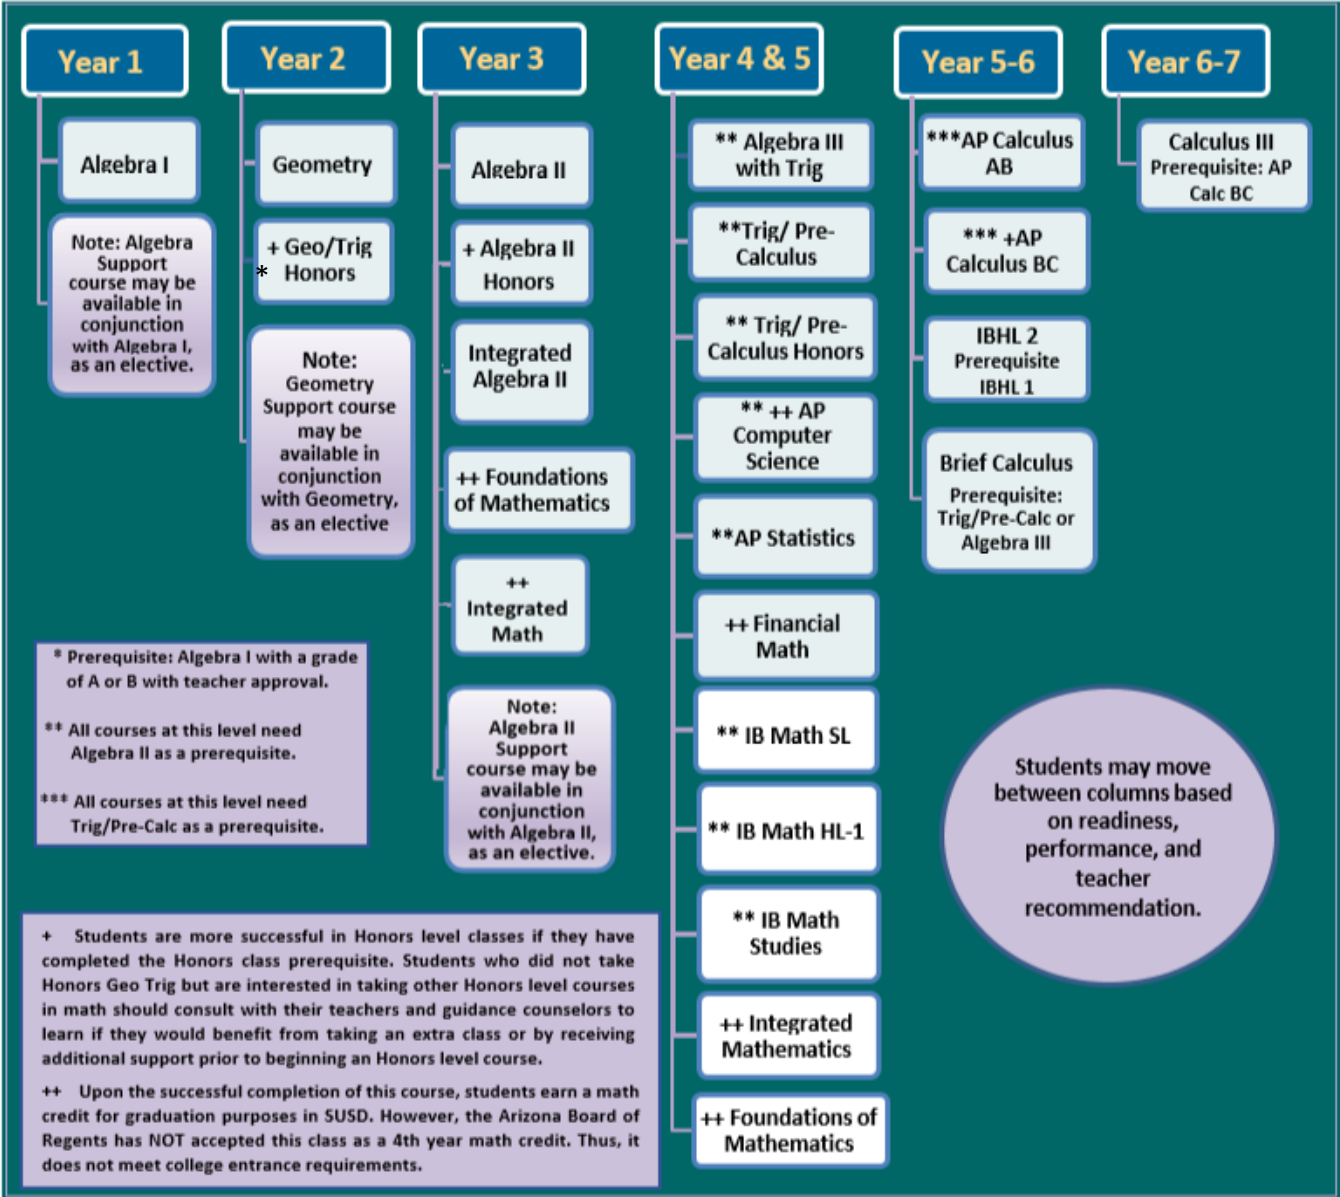 Year 1
Algebra I
Note: Algebra
Support
course may be
available in
conjunction
with Algebra I,
as an elective.
Year 2
Geometry
+ Geo/Trig
* Honors
Note:
Geometry
Support course
may be
available in
conjunction
with Geometry,
as an elective
Year 3
Algebra II
+ Algebra II
Honors
Integrated
Algebra II
++ Foundations
of Mathematics
++
Integrated
Math
Note:
Algebra II
Support
course may be
available in
conjunction
with Algebra II,
as an elective.
Year 4 & 5
** Algebra III
with Trig
**Trig/ Pre-
Calculus
** Trig/ Pre-
Calculus Honors
** ++ AP
Computer
Science
**AP Statistics
++ Financial
Math
** IB Math SL
** IB Math HL-1
** IB Math
Studies
++ Integrated
Mathematics
++ Foundations of
Mathematics
Year 5-6
***AP Calculus
AB
*** +AP
Calculus BC
IBHL 2
Prerequisite
IBHL 1
Brief Calculus
Prerequisite:
Trig/Pre-Calc or
Algebra III
Year 6-7
Calculus III
Prerequisite: AP
Calc BC
* Prerequisite: Algebra I with a grade
of A or B with teacher approval.
** All courses at this level need
Algebra II as a prerequisite.
*** All courses at this level need
Trig/Pre-Calc as a prerequisite.
Students may move
between columns based
on readiness,
performance, and
teacher
recommendation.
+ Students are more successful in Honors level classes if they have
completed the Honors class prerequisite. Students who did not take
Honors Geo Trig but are interested in taking other Honors level courses
in math should consult with their teachers and guidance counselors to
learn if they would benefit from taking an extra class or by receiving
additional support prior to beginning an Honors level course.
++ Upon the successful completion of this course, students earn a math
credit for graduation purposes in SUSD. However, the Arizona Board of
Regents has NOT accepted this class as a 4th year math credit. Thus, it
does not meet college entrance requirements.